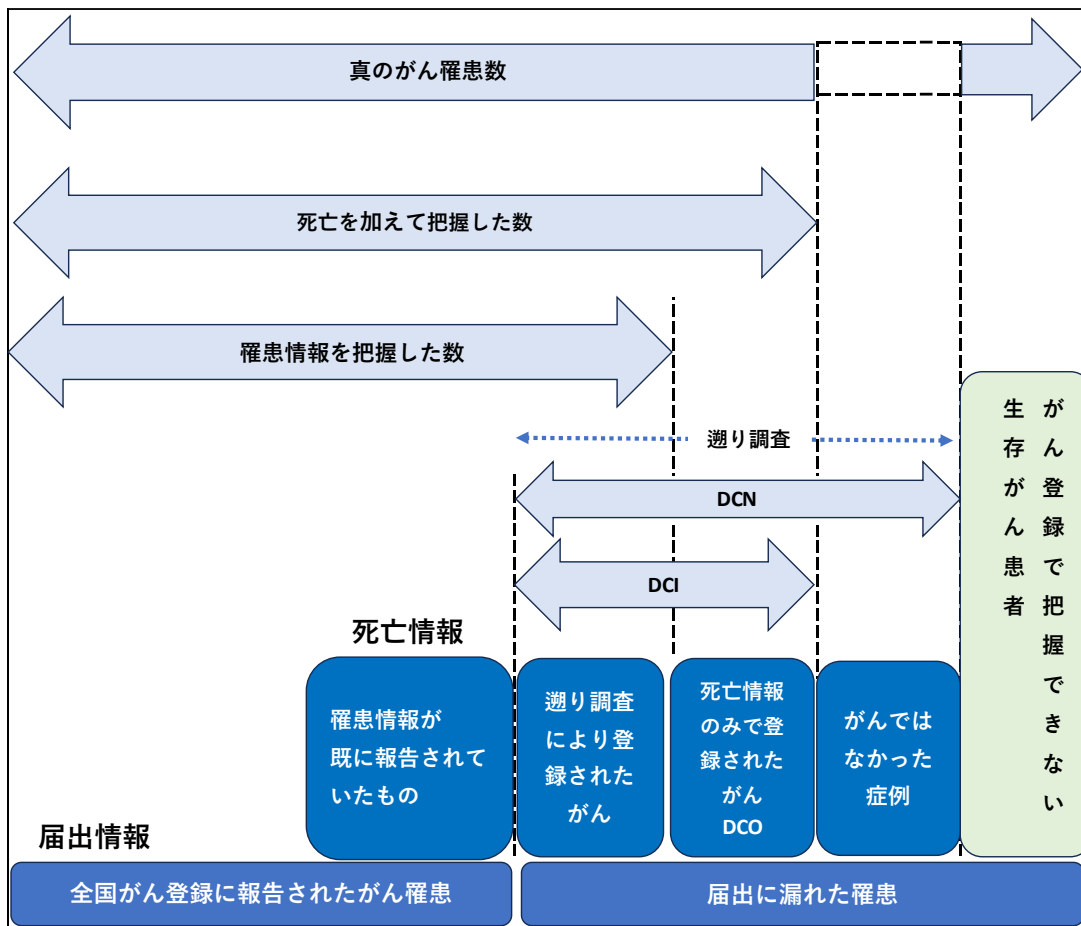 真のがん罹患数
死亡を加えて把握した数
罹患情報を把握した数
遡り調査
DCN
DCI
がん登録で把握できない
生存がん患者
死亡情報
罹患情報が
既に報告されて
いたもの
遡り調査
により登
録された
がん
死亡情報
のみで登
録された
がん
DCO
がんでは
なかった
症例
届出情報
全国がん登録に報告されたがん罹患
届出に漏れた罹患